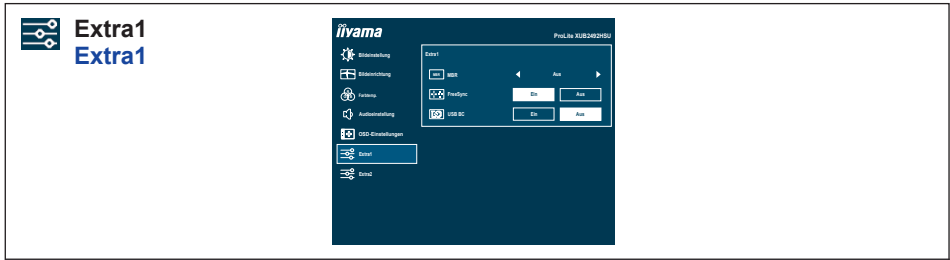 Extra1
Extra1
iiyama
ProLite XUB2492HSU
Bildeinstellung
Bildeinrichtung
Farbtemp.
Audioeinstellung
OSD-Einstellungen
Extra1
Extra2
Extra1
MBR MBR Aus
FreeSync Ein Aus
USB BC Ein Aus